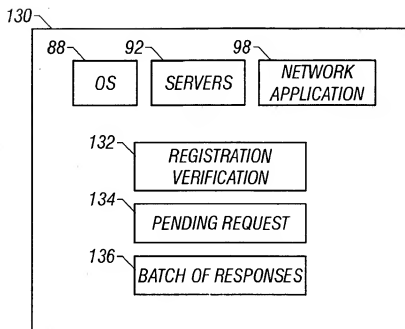 130
88
92
98
OS
SERVERS
NETWORK
APPLICATION
132
REGISTRATION
VERIFICATION
134
PENDING REQUEST
136
BATCH OF RESPONSES